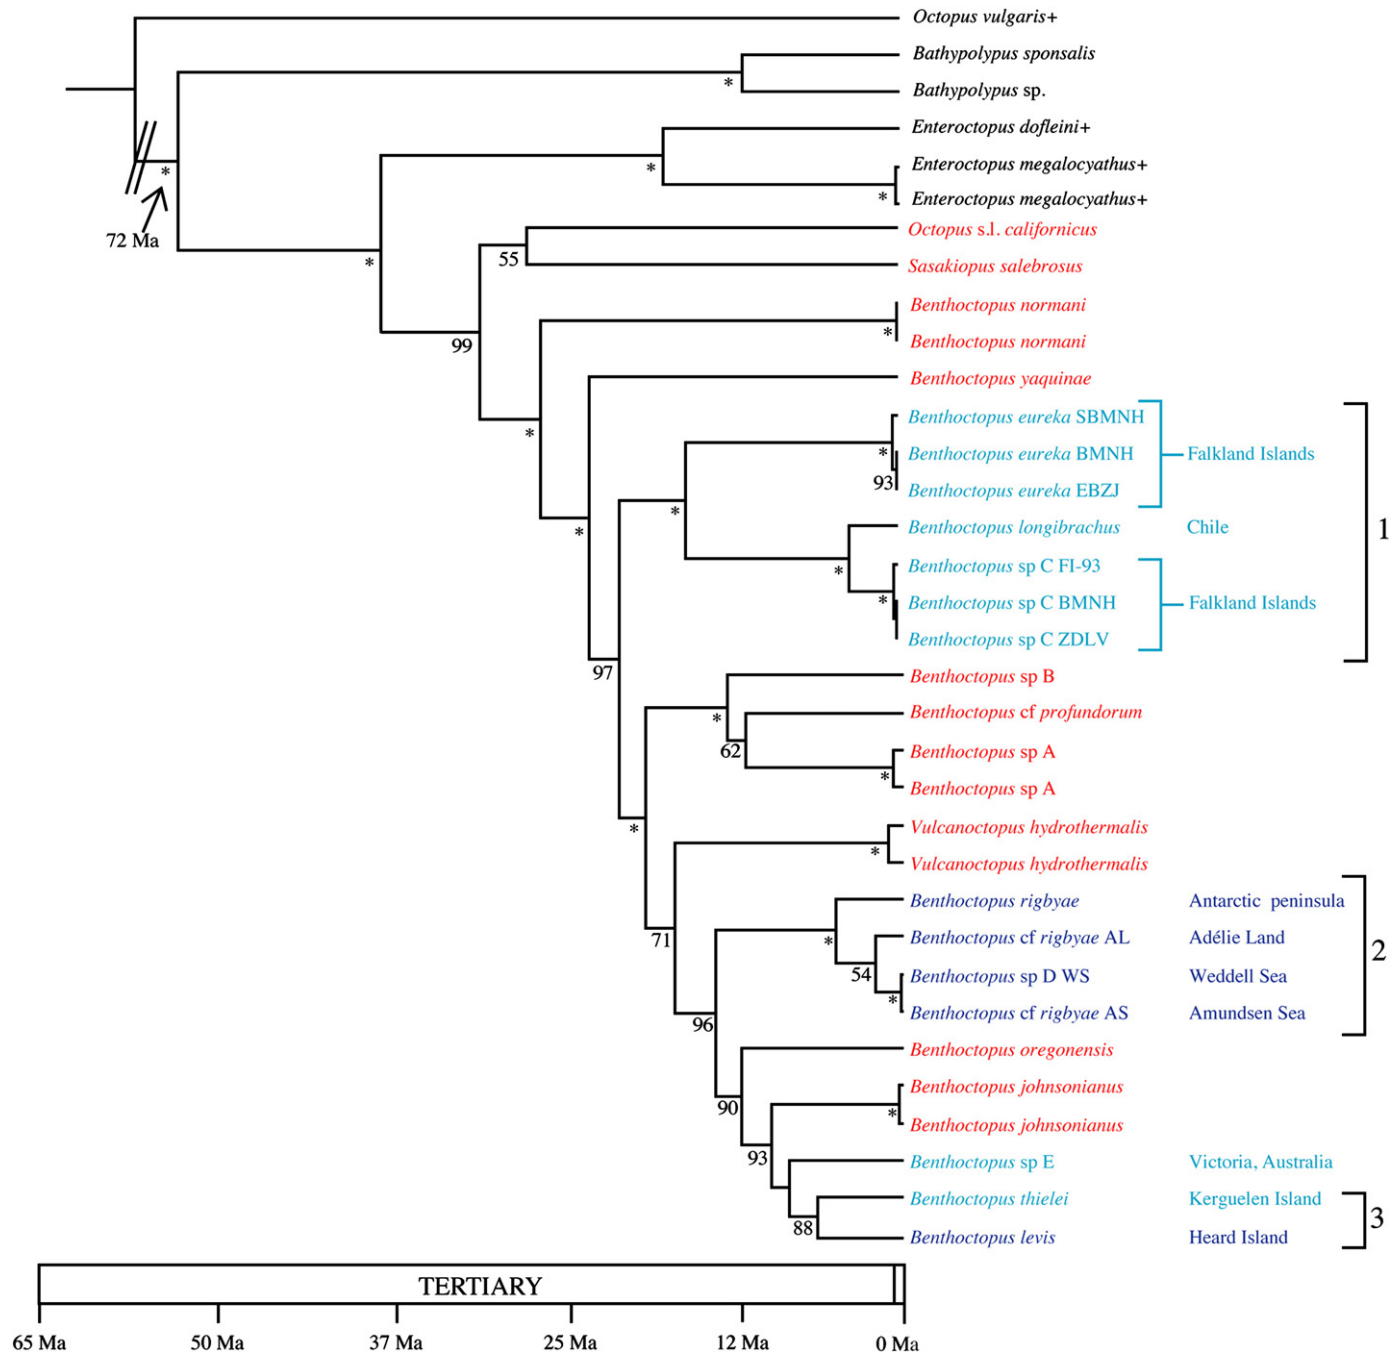 Octopus vulgaris+
Bathypolypus sponsalis
*
Bathypolypus sp.
Enteroctopus dofleini+
*
Enteroctopus megalocyathus+
*
Enteroctopus megalocyathus+
*
72 Ma
Octopus s.l. californicus
55
Sasakiopus salebrosus
*
Benthoctopus normani
*
Benthoctopus normani
99
Benthoctopus yaquinae
*
Benthoctopus eureka SBMNH
*
Benthoctopus eureka BMNH
Falkland Islands
93
Benthoctopus eureka EBZJ
*
*
Benthoctopus longibrachus
Chile
1
*
Benthoctopus sp C FI-93
*
Benthoctopus sp C BMNH
Falkland Islands
Benthoctopus sp C ZDLV
97
Benthoctopus sp B
*
Benthoctopus cf profundorum
62
Benthoctopus sp A
*
Benthoctopus sp A
*
Vulcanoctopus hydrothermalis
*
Vulcanoctopus hydrothermalis
Benthoctopus rigbyae
Antarctic peninsula
71
*
Benthoctopus cf rigbyae AL
Adélie Land
2
54
Benthoctopus sp D WS
Weddell Sea
*
Benthoctopus cf rigbyae AS
Amundsen Sea
96
Benthoctopus oregonensis
Benthoctopus johnsonianus
90
*
Benthoctopus johnsonianus
93
Benthoctopus sp E
Victoria, Australia
Benthoctopus thielei
Kerguelen Island
3
88
Benthoctopus levis
Heard Island
TERTIARY
65 Ma
50 Ma
37 Ma
25 Ma
12 Ma
0 Ma